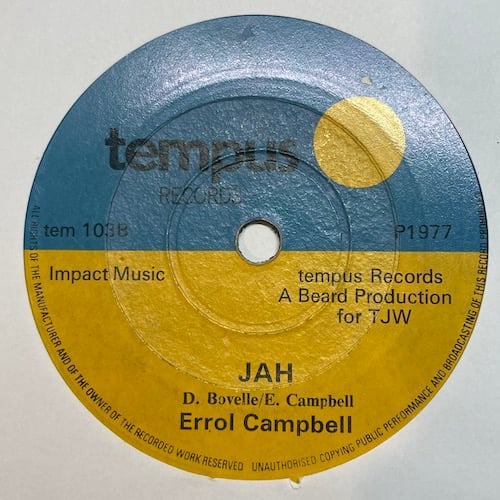 tempus
RECORDS
tem 103B
P1977
Impact Music
tempus Records
A Beard Production
for TJW
JAH
D. Bovelle/E. Campbell
Errol Campbell
ALL RIGHTS OF THE MANUFACTURER AND OF THE OWNER OF THE RECORDED WORK RESERVED UNAUTHORISED COPYING PUBLIC PERFORMANCE AND BROADCASTING OF THIS RECORD PROHIBITED